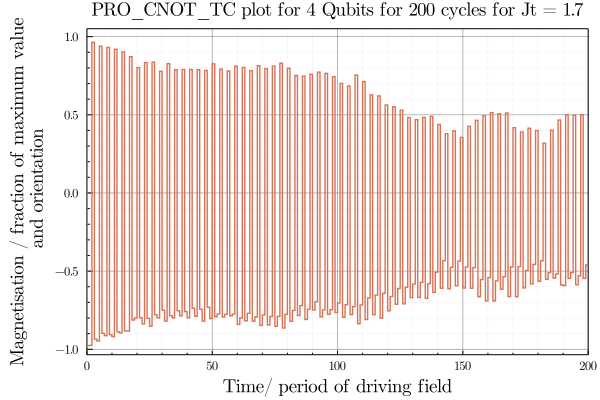 PRO_CNOT_TC plot for 4 Qubits for 200 cycles for Jt = 1.7
Magnetisation / fraction of maximum value
and orientation
1.0
0.5
0.0
−0.5
−1.0
0
50
100
150
200
Time/ period of driving field